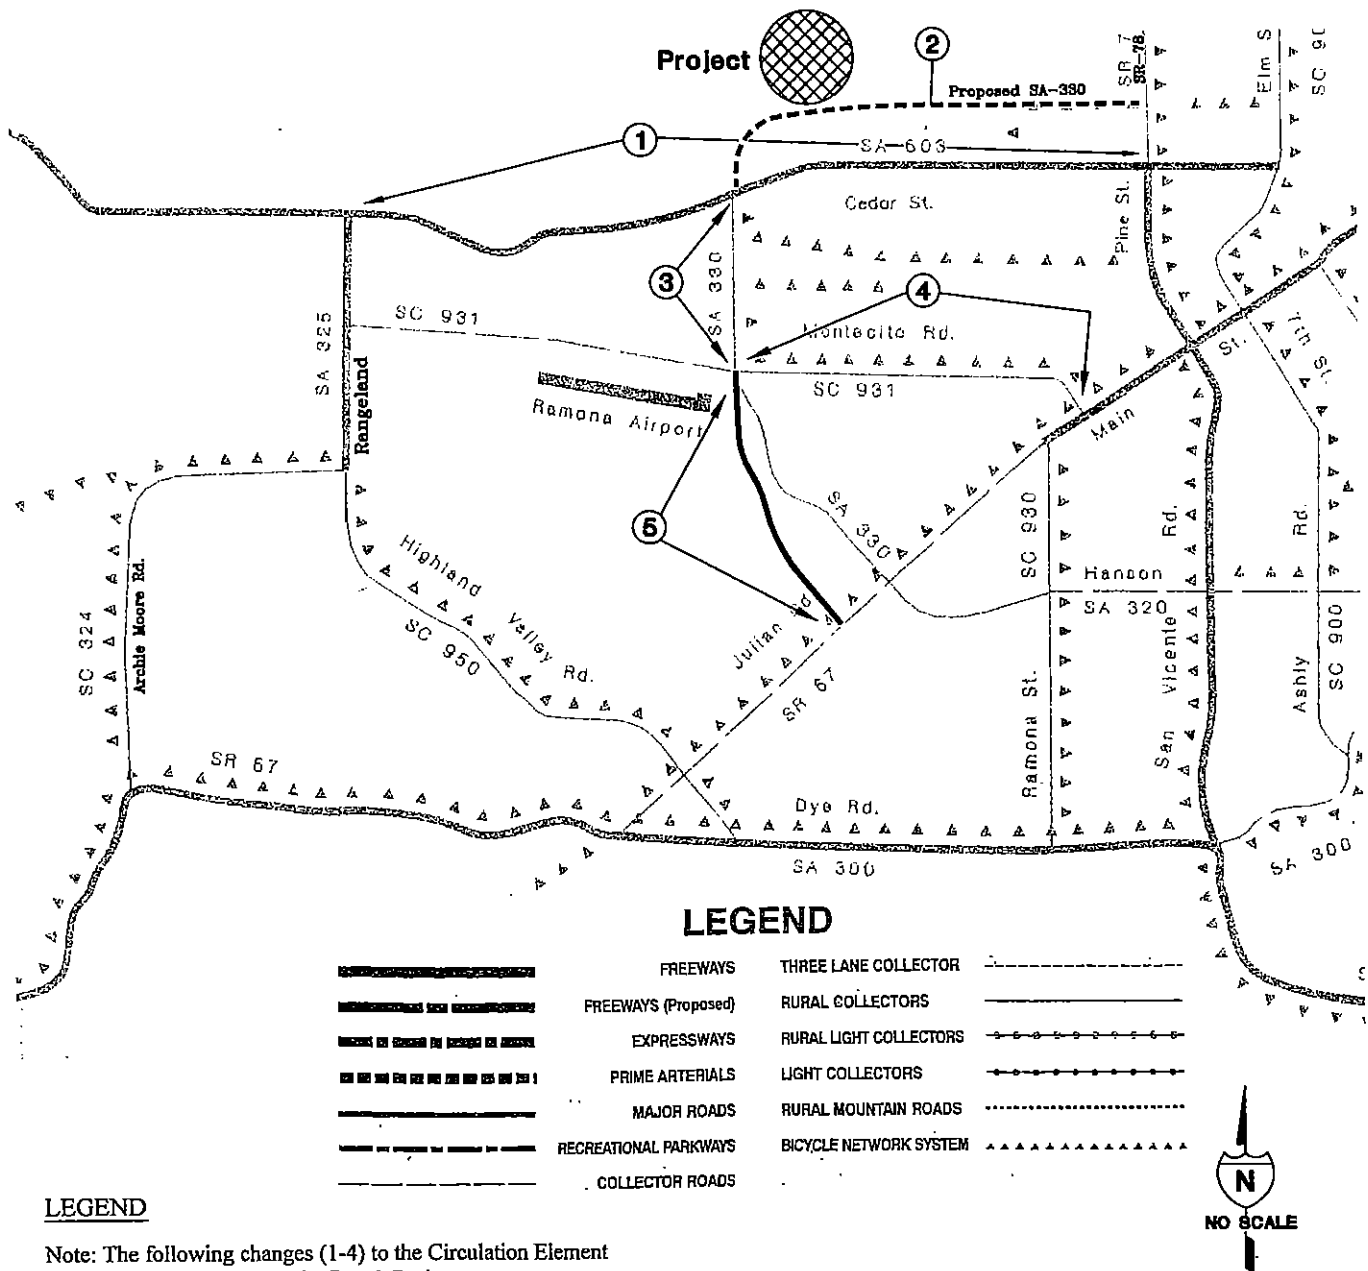 Project
2
SR-7
SR-78
Elm S
Proposed SA-330
1
SA 603
Cedar St.
Pine St.
3
SA 330
4
SC 931
SA 325
Rangeland
Montecito Rd.
SC 931
7th St.
Main St.
Ramona Airport
5
SA 330
SC 930
Hanson
SA 320
Rd.
Rd.
Highland Valley Rd.
SC 950
SC 324
Archie Moore Rd.
Julian Rd
SR 67
Ramona St.
San Vicente
Ashly
SC 900
SR 67
Dye Rd.
SA 300
SA 300
LEGEND
FREEWAYS
THREE LANE COLLECTOR
FREEWAYS (Proposed)
RURAL COLLECTORS
EXPRESSWAYS
RURAL LIGHT COLLECTORS
PRIME ARTERIALS
LIGHT COLLECTORS
MAJOR ROADS
RURAL MOUNTAIN ROADS
RECREATIONAL PARKWAYS
BICYCLE NETWORK SYSTEM
COLLECTOR ROADS
N
NO SCALE
LEGEND
Note: The following changes (1-4) to the Circulation Element